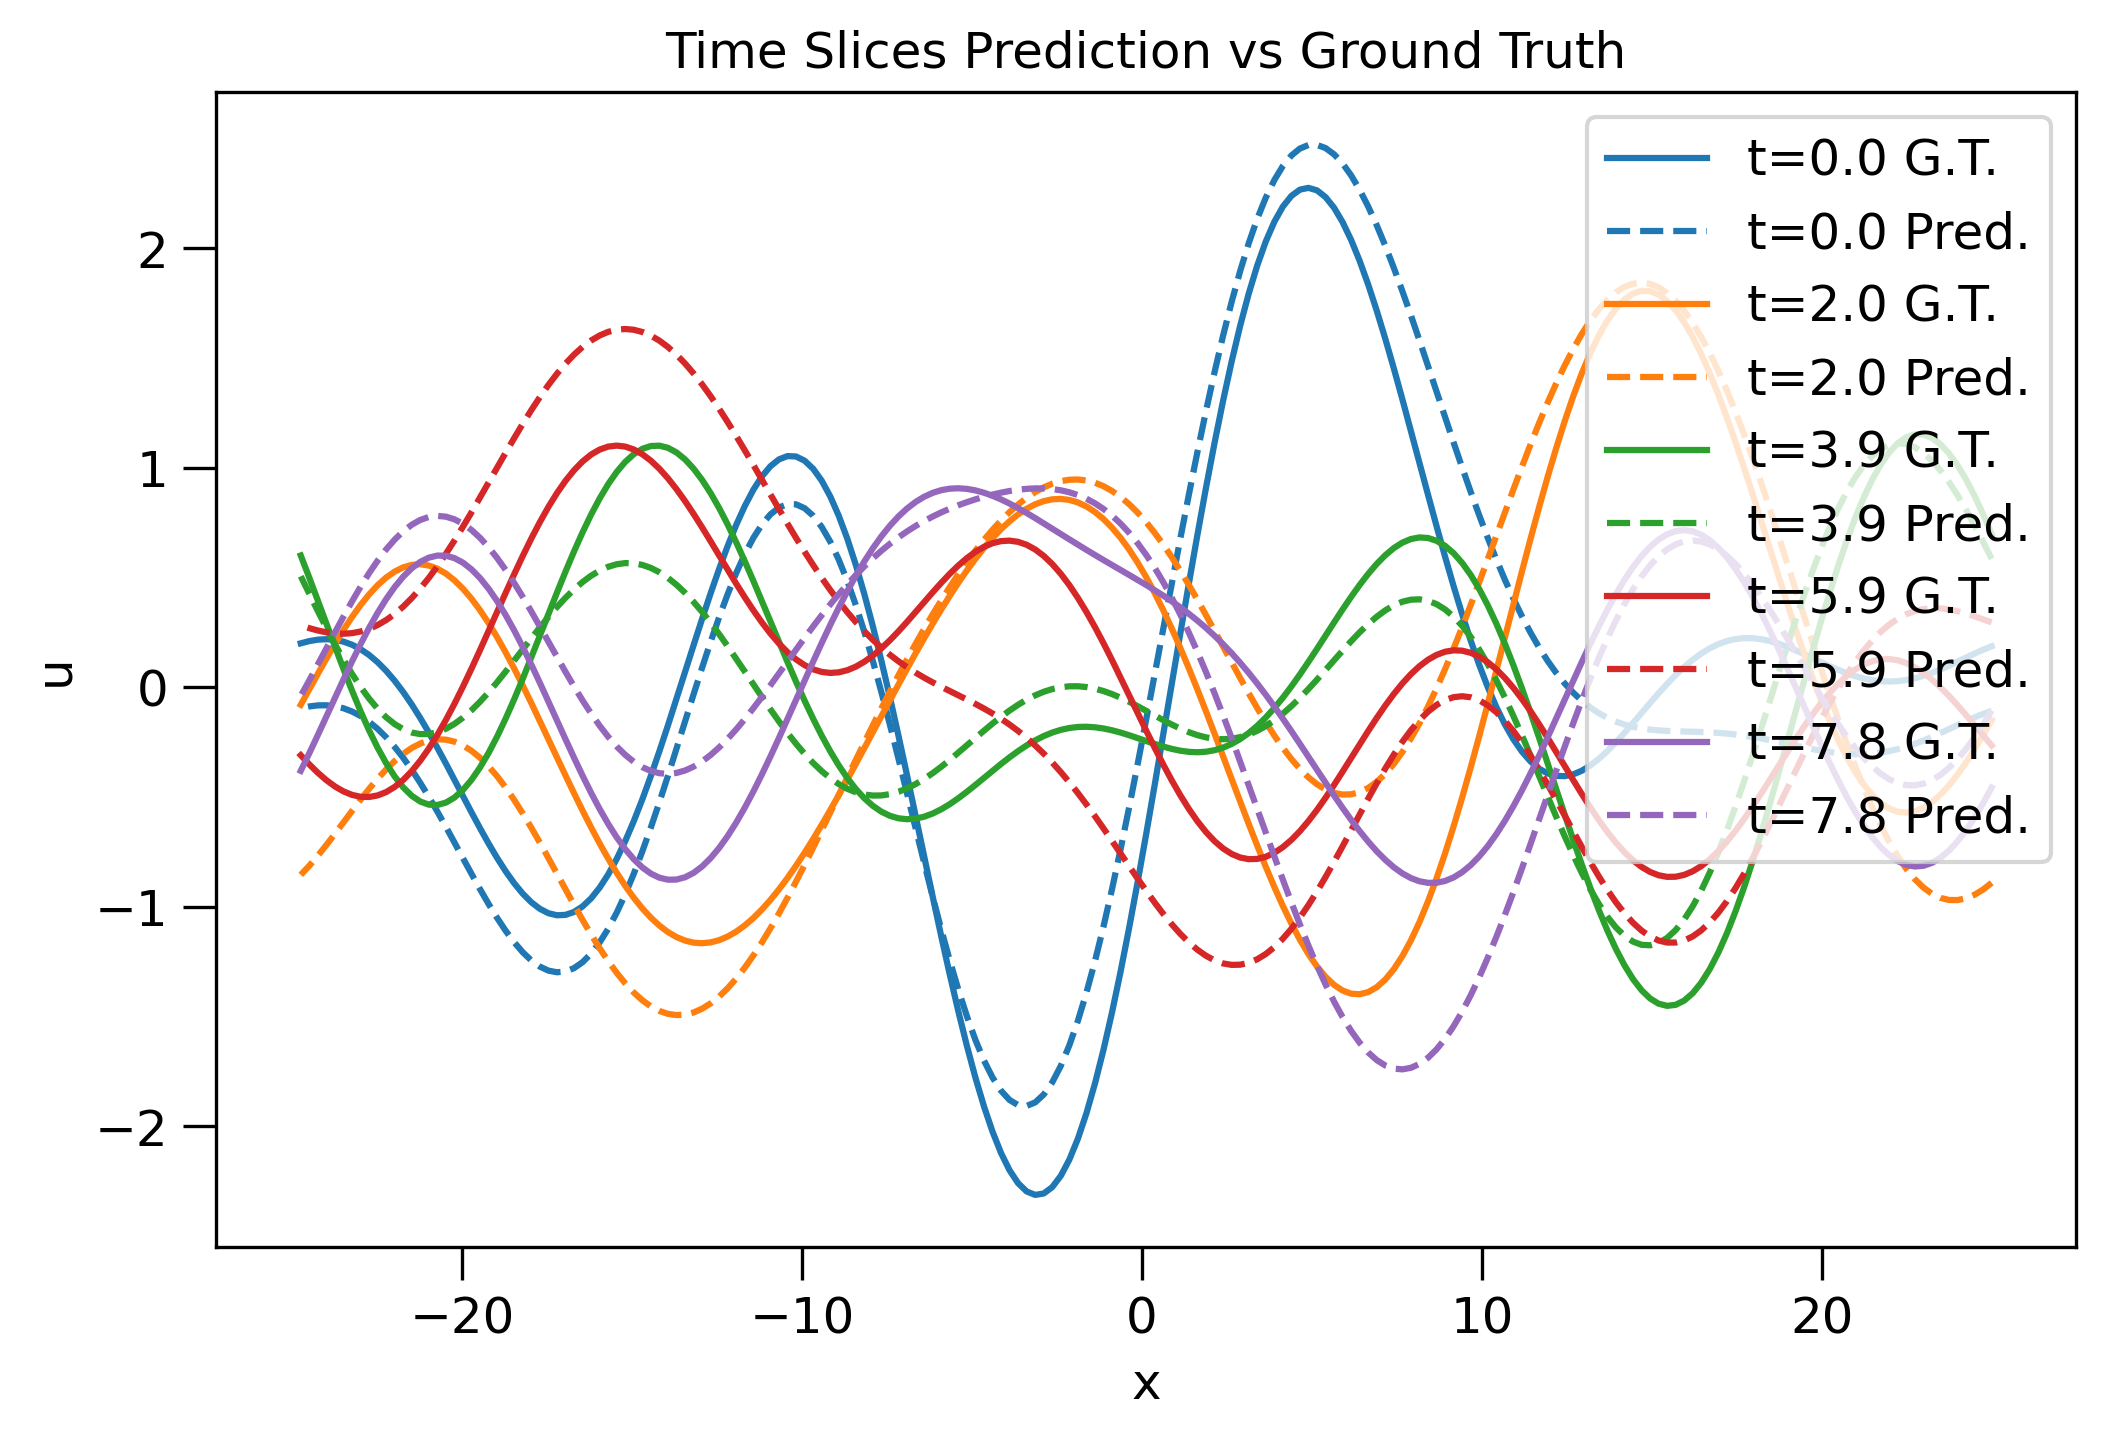 Time Slices Prediction vs Ground Truth
u
2
1
0
−1
−2
t=0.0 G.T.
t=0.0 Pred.
t=2.0 G.T.
t=2.0 Pred.
t=3.9 G.T.
t=3.9 Pred.
t=5.9 G.T.
t=5.9 Pred.
t=7.8 G.T.
t=7.8 Pred.
−20 −10 0 10 20
x